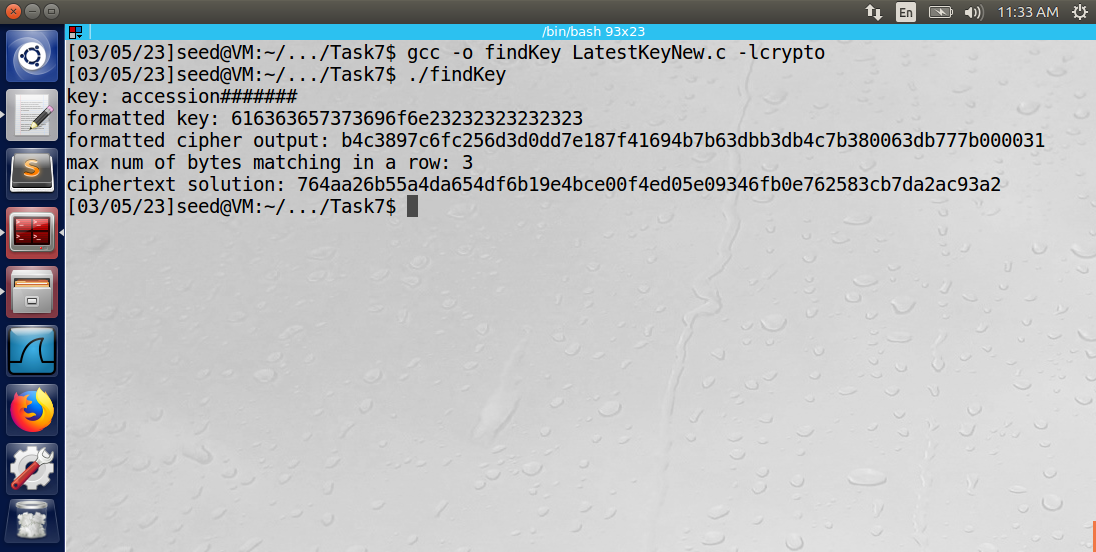 En
11:33 AM
/bin/bash 93x23
[03/05/23]seed@VM:~/.../Task7$ gcc -o findKey LatestKeyNew.c -lcrypto
[03/05/23]seed@VM:~/.../Task7$ ./findKey
key: accession#######
formatted key: 616363657373696f6e23232323232323
formatted cipher output: b4c3897c6fc256d3d0dd7e187f41694b7b63dbb3db4c7b380063db777b000031
max num of bytes matching in a row: 3
ciphertext solution: 764aa26b55a4da654df6b19e4bce00f4ed05e09346fb0e762583cb7da2ac93a2
[03/05/23]seed@VM:~/.../Task7$